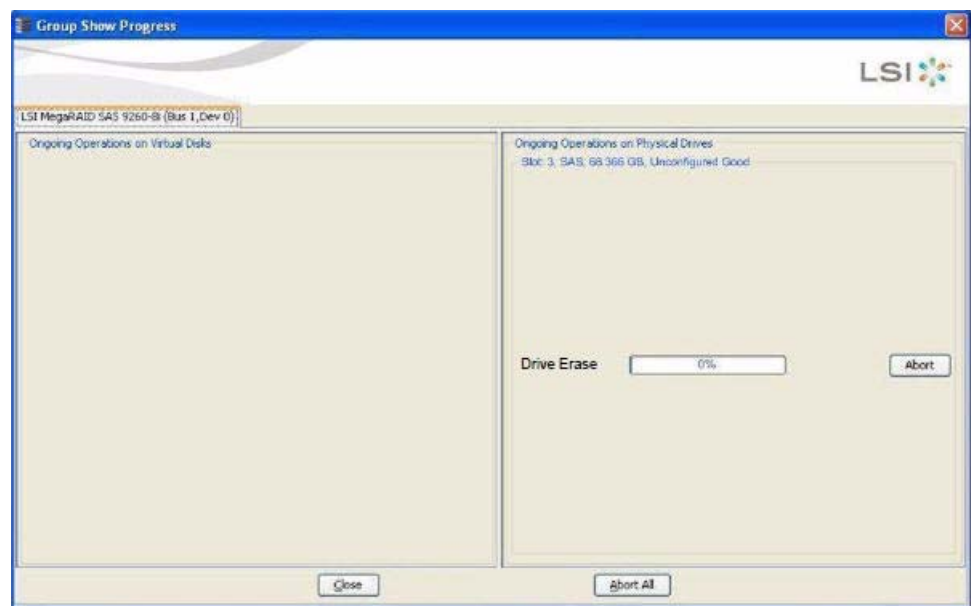 Group Show Progress
LSI
LSI MegaRAID SAS 9260-8i (Bus 1,Dev 0)
Ongoing Operations on Virtual Disks
Ongoing Operations on Physical Drives
Slot: 3, SAS, 68.366 GB, Unconfigured Good
Drive Erase 0% Abort
Close Abort All